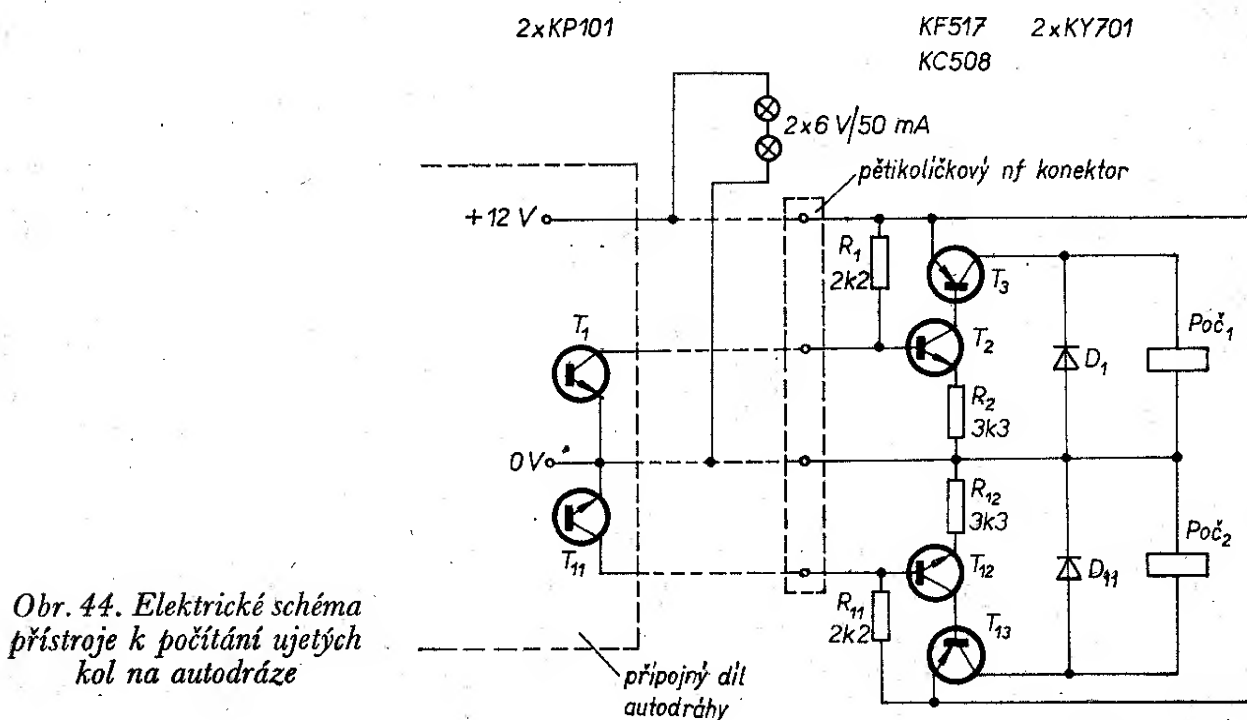 2xKP101
KF517 2xKY701
KC508
2x6 V/50 mA
pětikolíčkový nf konektor
+12 V
R₁
2k2
T₃
T₁
T₂
Poč₁
D₁
R₂
3k3
0 V
R₁₂
3k3
T₁₁
T₁₂
Poč₂
D₁₁
R₁₁
2k2
T₁₃
Obr. 44. Elektrické schéma
přístroje k počítání ujetých
kol na autodráze
přípojný díl
autodráhy